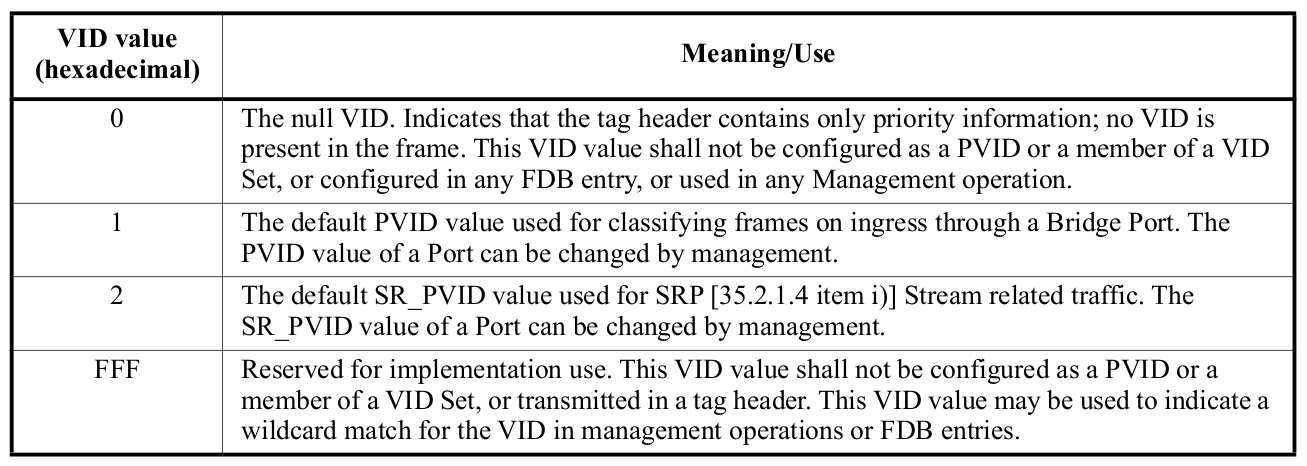 VID value
(hexadecimal)
Meaning/Use
0
The null VID. Indicates that the tag header contains only priority information; no VID is
present in the frame. This VID value shall not be configured as a PVID or a member of a VID
Set, or configured in any FDB entry, or used in any Management operation.
1
The default PVID value used for classifying frames on ingress through a Bridge Port. The
PVID value of a Port can be changed by management.
2
The default SR_PVID value used for SRP [35.2.1.4 item i)] Stream related traffic. The
SR_PVID value of a Port can be changed by management.
FFF
Reserved for implementation use. This VID value shall not be configured as a PVID or a
member of a VID Set, or transmitted in a tag header. This VID value may be used to indicate a
wildcard match for the VID in management operations or FDB entries.